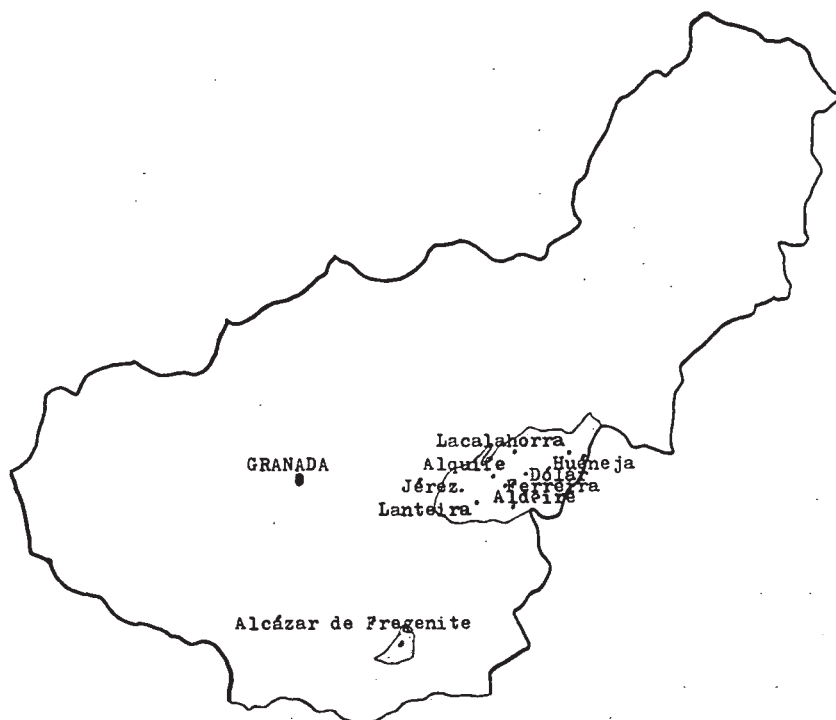 Lacalahorra
GRANADA
Alquife
Huéneja
Dólar
Jérez
Ferreira
Aldeire
Lanteira
Alcázar de Fregenite